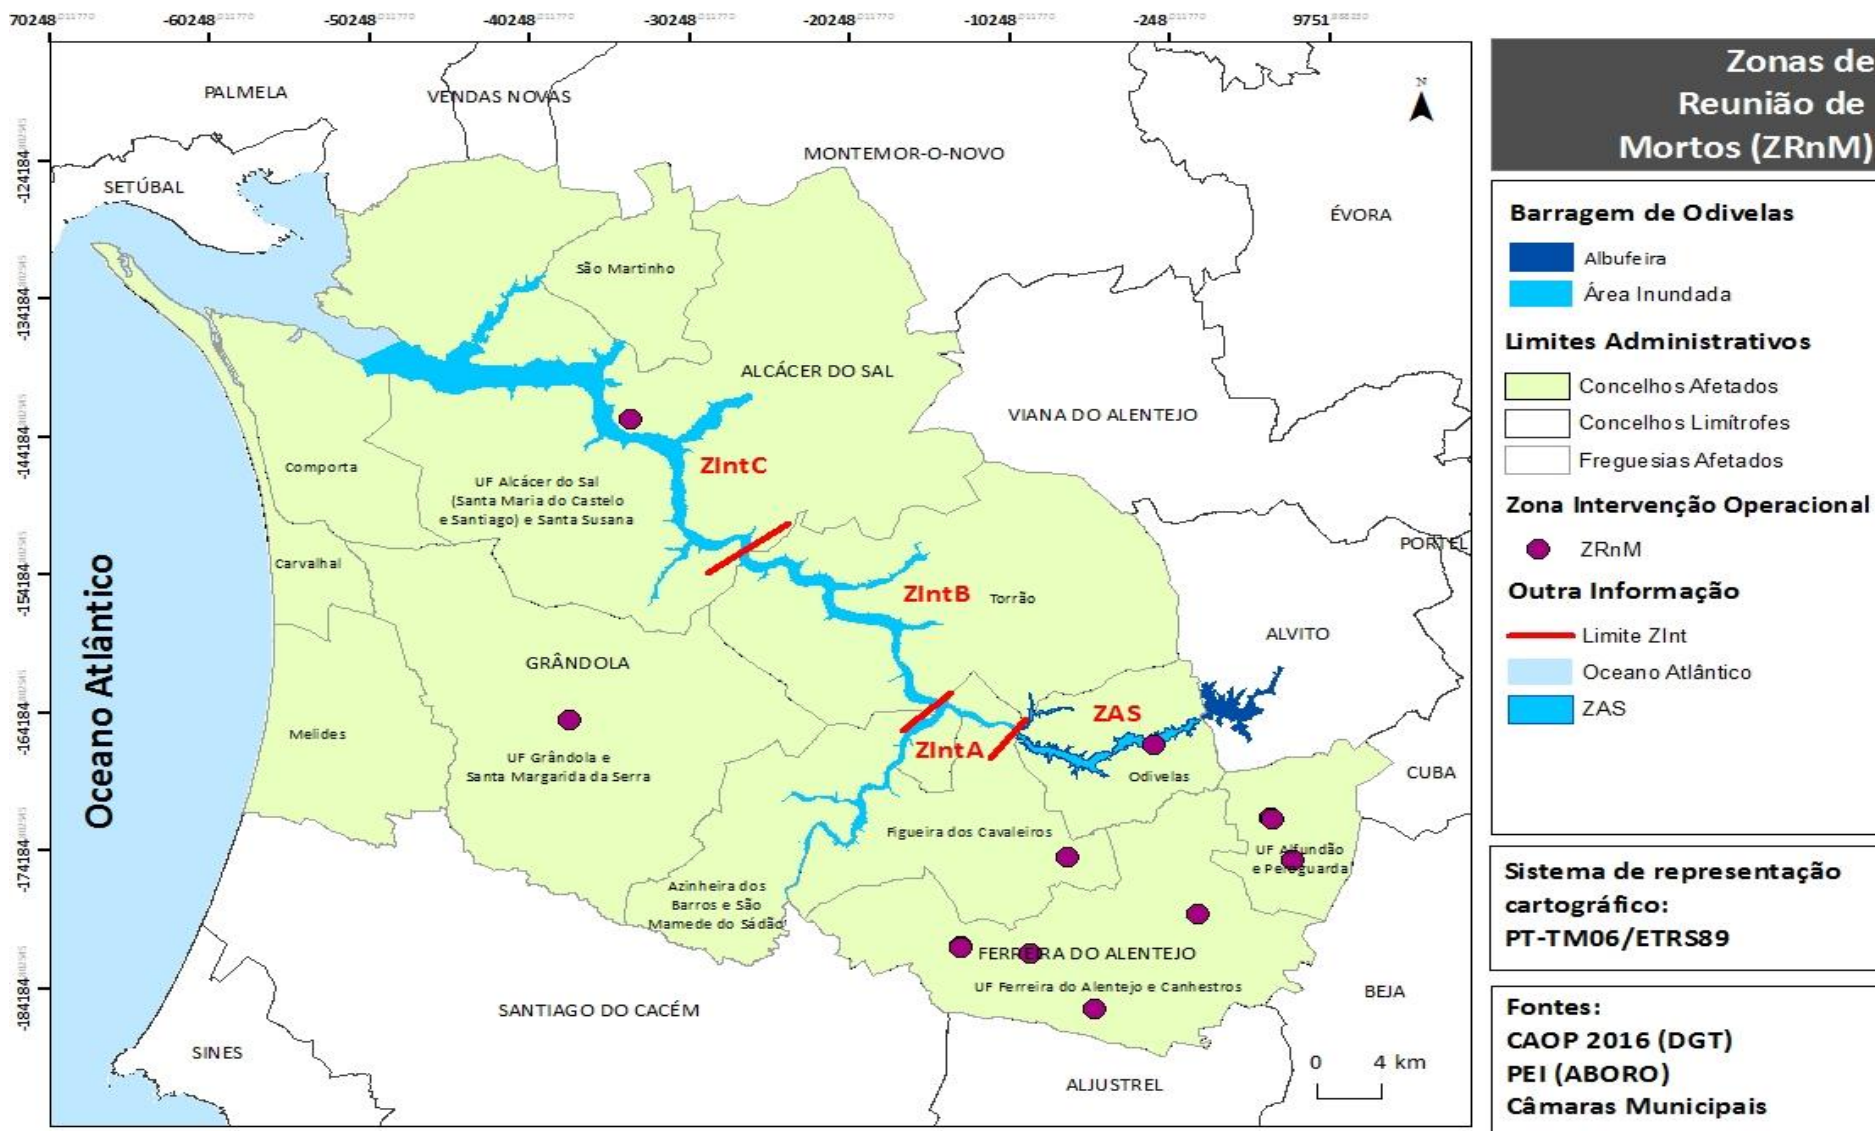 70248 -60248 -50248 -40248 -30248 -20248 -10248 -248 9751
-124184
-134184
-144184
-154184
-164184
-174184
-184184
PALMELA
VENDAS NOVAS
MONTEMOR-O-NOVO
SETÚBAL
ÉVORA
N
São Martinho
ALCÁCER DO SAL
VIANA DO ALENTEJO
Comporta
ZIntC
UF Alcácer do Sal
(Santa Maria do Castelo
e Santiago) e Santa Susana
PORTEL
Carvalhal
ZIntB
Torrão
ALVITO
Oceano Atlântico
GRÂNDOLA
Melides
ZAS
ZIntA
UF Grândola e
Santa Margarida da Serra
Odivelas
CUBA
Figueira dos Cavaleiros
UF Alfundão
e Peroguarda
Azinheira dos
Barros e São
Mamede do Sádão
FERREIRA DO ALENTEJO
UF Ferreira do Alentejo e Canhestros
BEJA
SANTIAGO DO CACÉM
SINES
ALJUSTREL
0 4 km
Zonas de
Reunião de
Mortos (ZRnM)
Barragem de Odivelas
Albufeira
Área Inundada
Limites Administrativos
Concelhos Afetados
Concelhos Limítrofes
Freguesias Afetados
Zona Intervenção Operacional
ZRnM
Outra Informação
Limite ZInt
Oceano Atlântico
ZAS
Sistema de representação
cartográfico:
PT-TM06/ETRS89
Fontes:
CAOP 2016 (DGT)
PEI (ABORO)
Câmaras Municipais